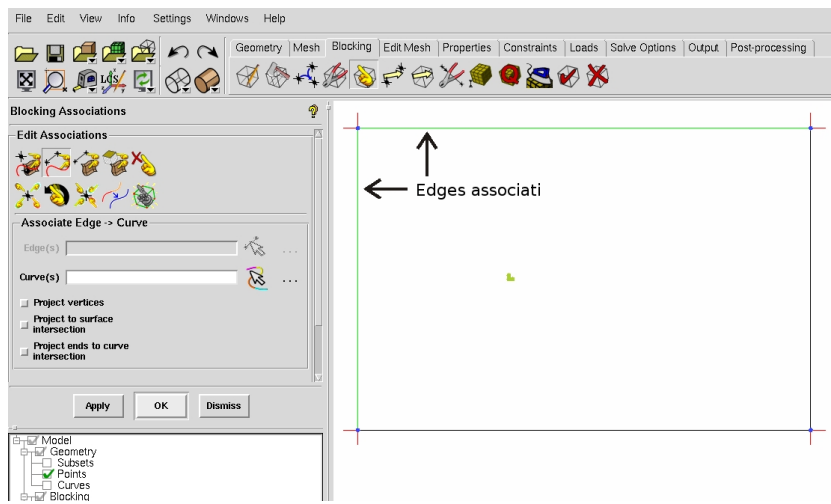 File Edit View Info Settings Windows Help
Geometry Mesh Blocking Edit Mesh Properties Constraints Loads Solve Options Output Post-processing
Blocking Associations
Edit Associations
Associate Edge -> Curve
Edge(s) ...
Curve(s) ...
Project vertices
Project to surface
intersection
Project ends to curve
intersection
Apply OK Dismiss
Model
Geometry
Subsets
Points
Curves
Blocking
Edges associati